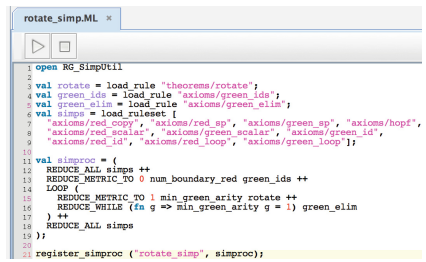 rotate_simp.ML ×
1 open RG_SimpUtil
2
3 val rotate = load_rule "theorems/rotate";
4 val green_ids = load_rule "axioms/green_ids";
5 val green_elim = load_rule "axioms/green_elim";
6 val simps = load_ruleset [
7 "axioms/red_copy", "axioms/red_sp", "axioms/green_sp", "axioms/hopf",
8 "axioms/red_scalar", "axioms/green_scalar", "axioms/green_id",
9 "axioms/red_id", "axioms/red_loop", "axioms/green_loop"];
10
11 val simproc = (
12 REDUCE_ALL simps ++
13 REDUCE_METRIC_TO 0 num_boundary_red green_ids ++
14 LOOP (
15 REDUCE_METRIC_TO 1 min_green_arity rotate ++
16 REDUCE_WHILE (fn g => min_green_arity g = 1) green_elim
17 ) ++
18 REDUCE_ALL simps
19 );
20
21 register_simproc ("rotate_simp", simproc);